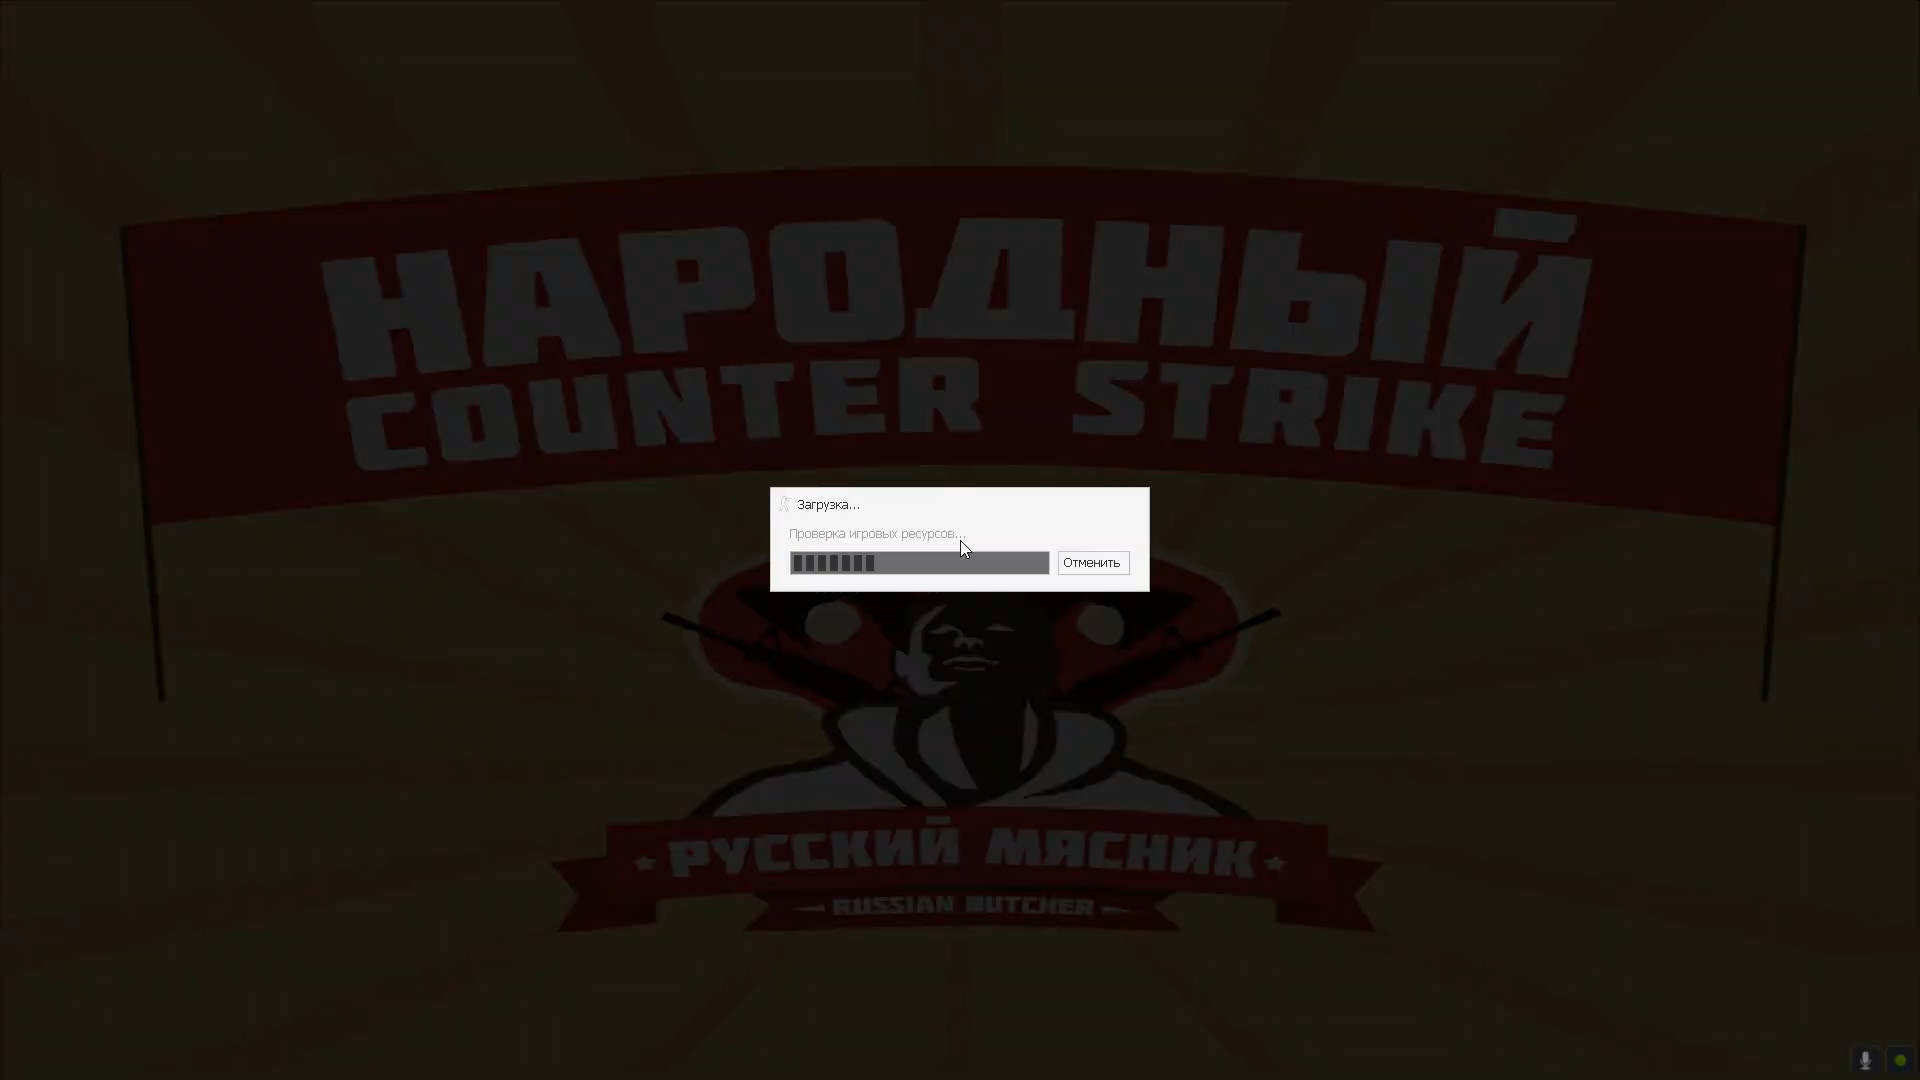 НАРОДНЫЙ
COUNTER STRIKE
Загрузка...
Проверка игровых ресурсов...
Отменить
РУССКИЙ МЯСНИК
RUSSIAN BUTCHER